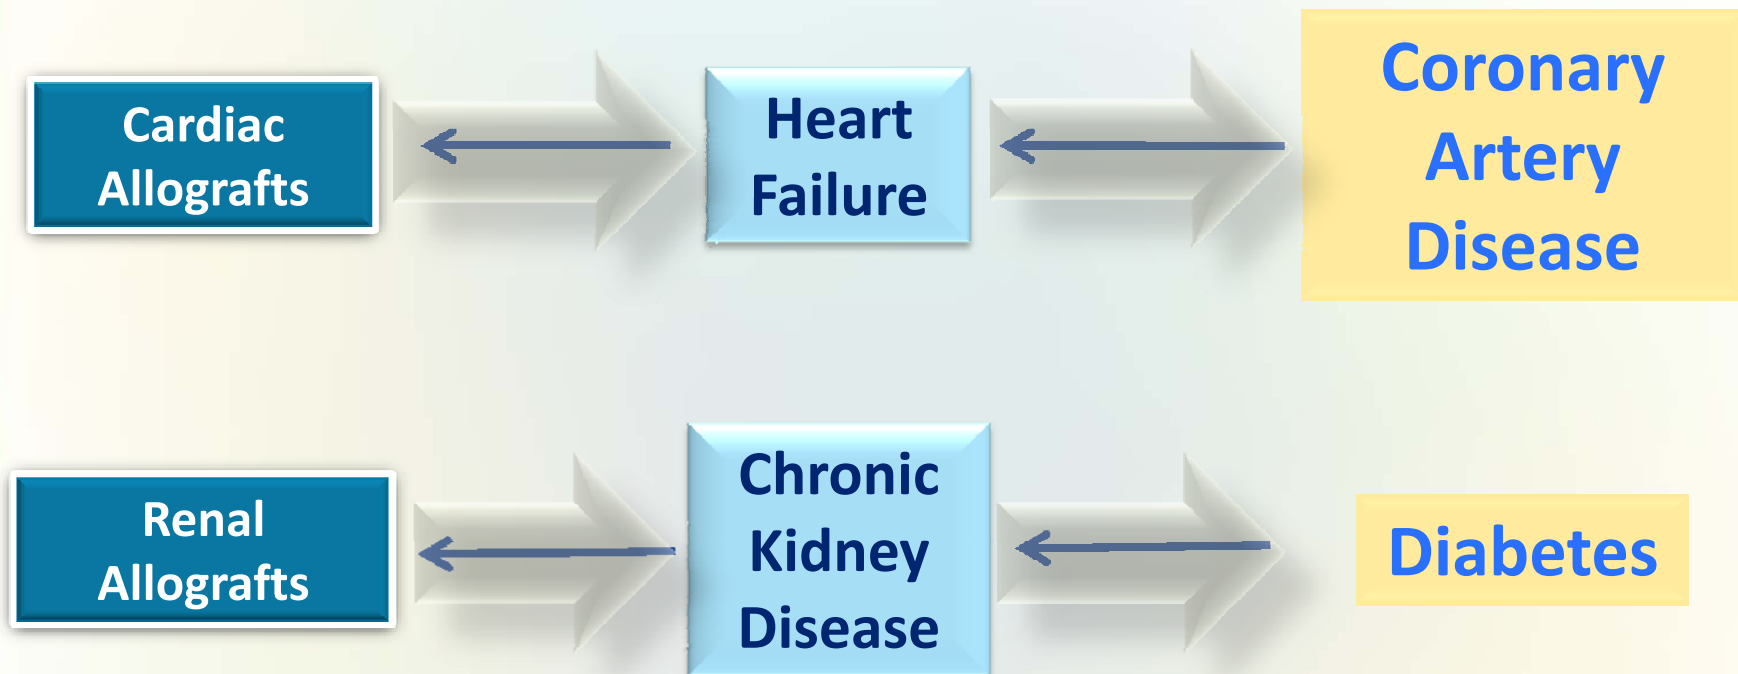 Cardiac
Allografts
Heart
Failure
Coronary
Artery
Disease
Renal
Allografts
Chronic
Kidney
Disease
Diabetes